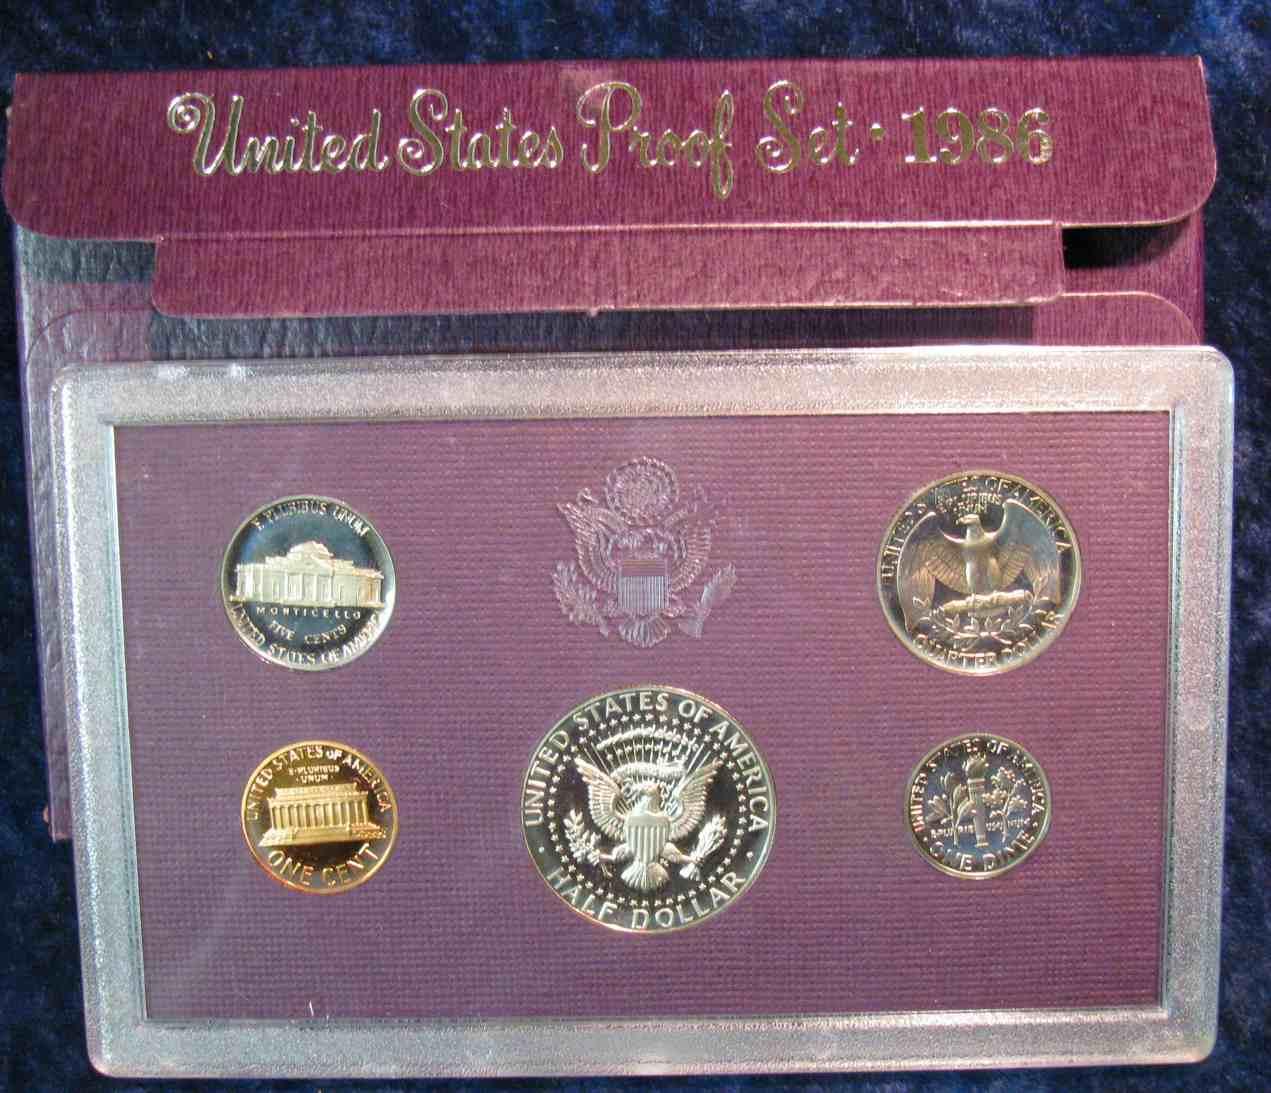 United States Proof Set · 1986
E PLURIBUS UNUM
MONTICELLO
FIVE CENTS
UNITED STATES OF AMERICA
UNITED STATES OF AMERICA
PLURIBUS
QUARTER DOLLAR
UNITED STATES OF AMERICA
E·PLURIBUS
·UNUM·
ONE CENT
UNITED STATES OF AMERICA
HALF DOLLAR
UNITED STATES OF AMERICA
ONE DIME